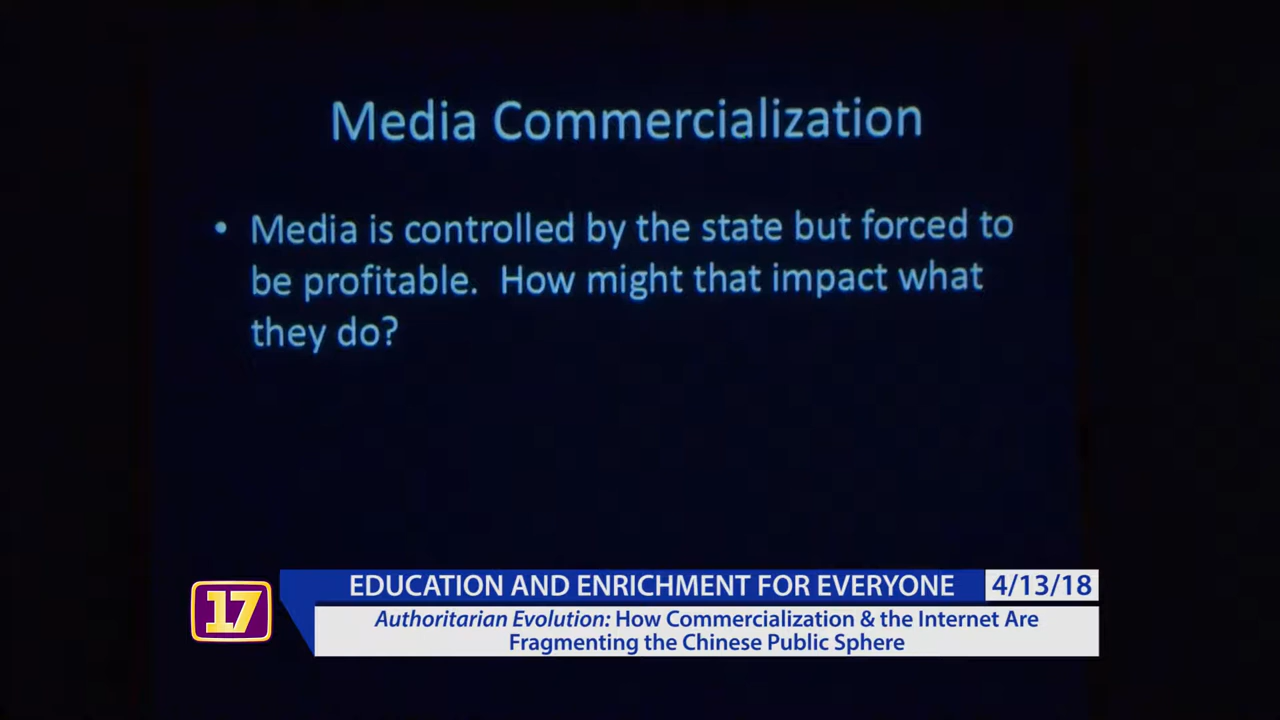 Media Commercialization
• Media is controlled by the state but forced to
be profitable.  How might that impact what
they do?
17
EDUCATION AND ENRICHMENT FOR EVERYONE
4/13/18
Authoritarian Evolution: How Commercialization & the Internet Are
Fragmenting the Chinese Public Sphere